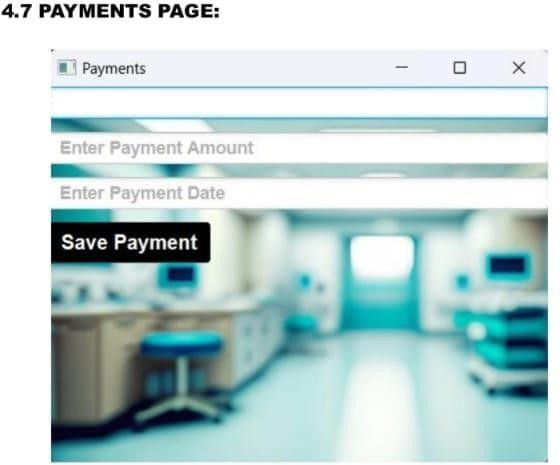 4.7 PAYMENTS PAGE:
Payments
Enter Payment Amount
Enter Payment Date
Save Payment